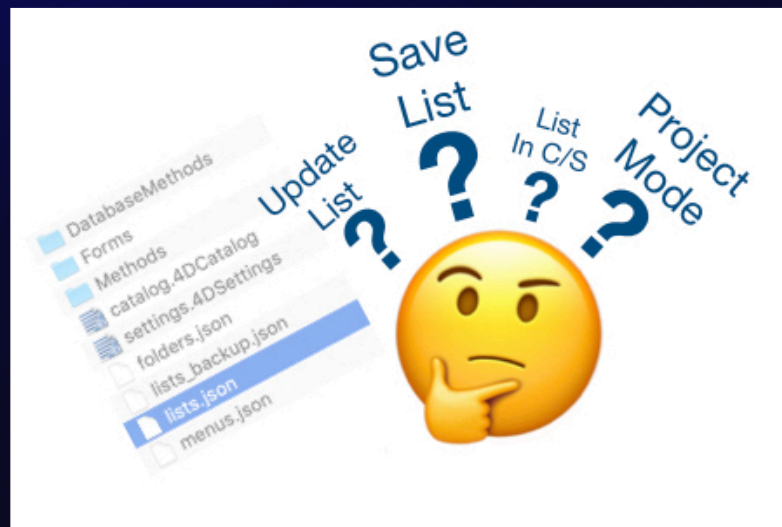 Save
List
?
List
In C/S
?
Project
Mode
?
Update
List
?
DatabaseMethods
Forms
Methods
catalog.4DCatalog
settings.4DSettings
folders.json
lists_backup.json
lists.json
menus.json